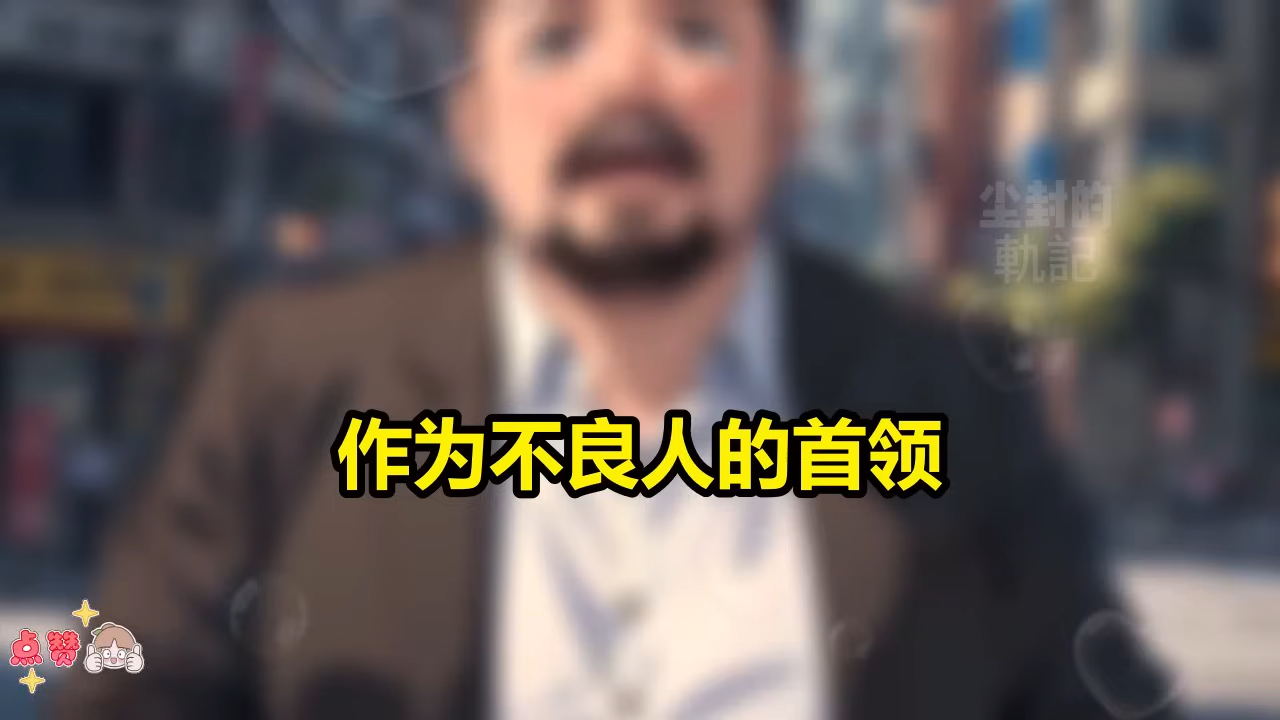 尘封的
軌記
作为不良人的首领
点赞